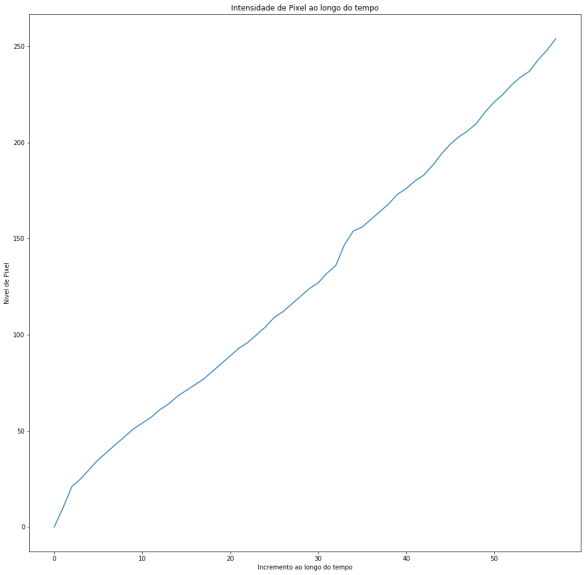 Intensidade de Pixel ao longo do tempo
250
200
150
100
50
0
Nivel de Pixel
0 10 20 30 40 50
Incremento ao longo do tempo